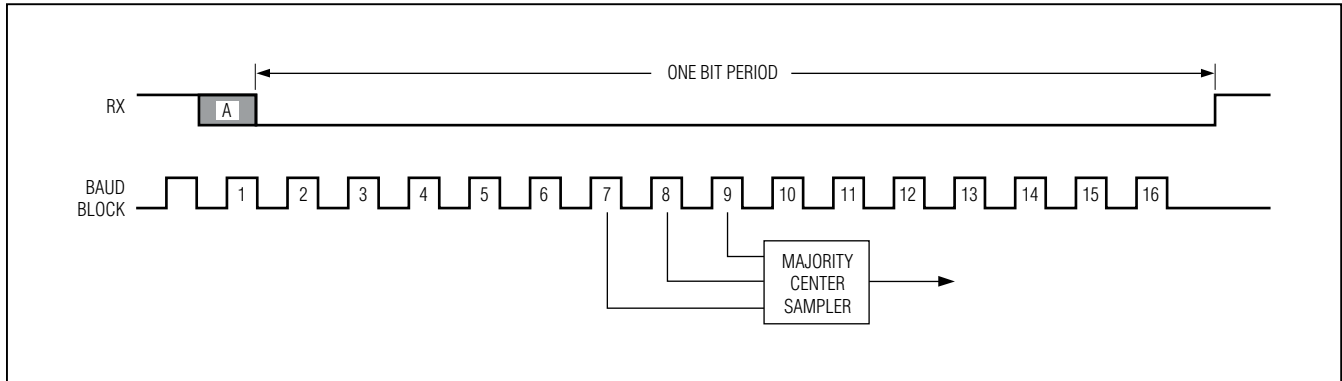 ONE BIT PERIOD
RX
A
BAUD
BLOCK
1 2 3 4 5 6 7 8 9 10 11 12 13 14 15 16
MAJORITY
CENTER
SAMPLER